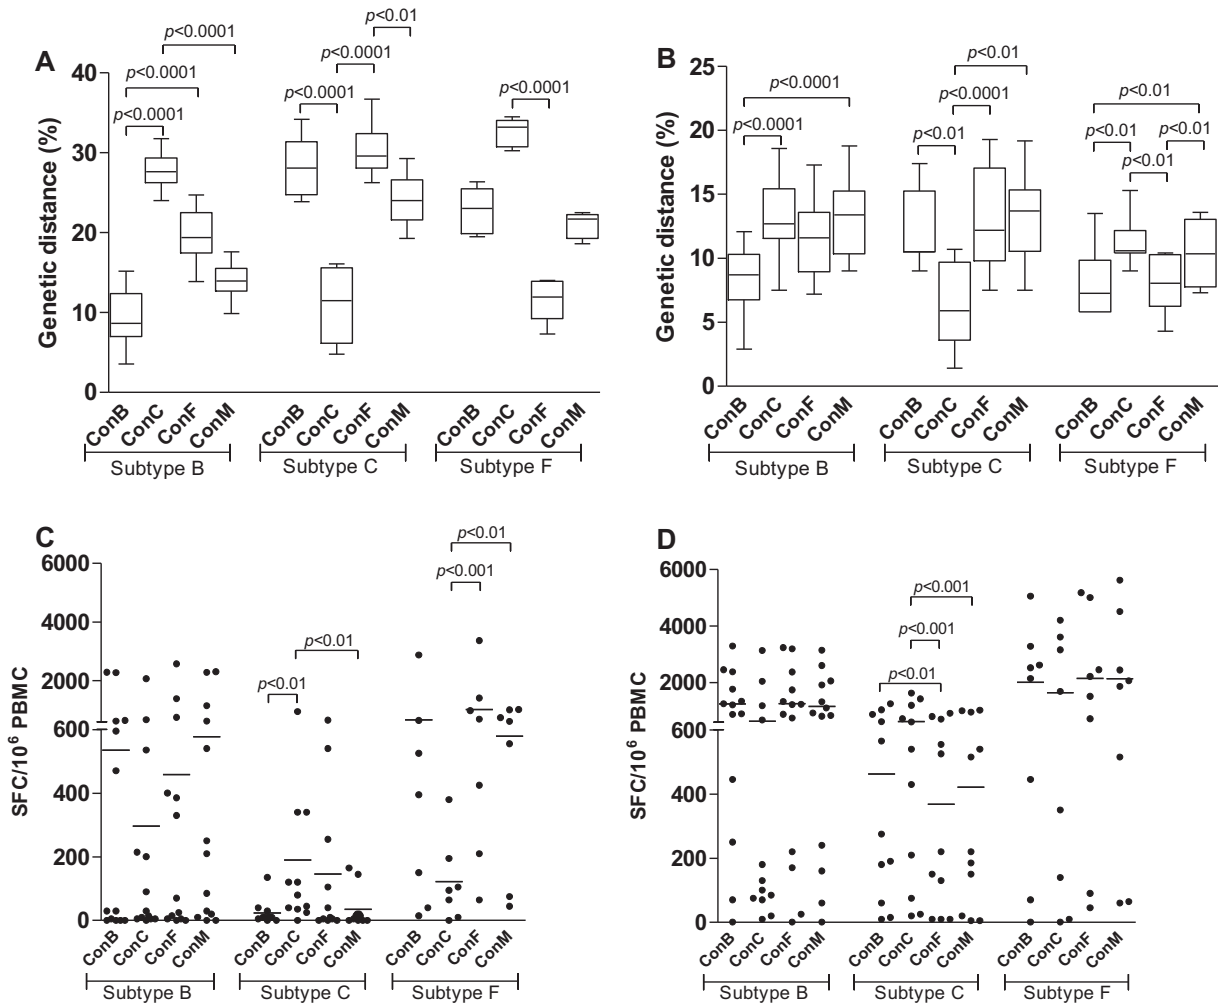 A
p<0.0001
p<0.0001
p<0.0001
p<0.01
p<0.0001
p<0.0001
p<0.0001
Genetic distance (%)
40
30
20
10
0
ConB ConC ConF ConM ConB ConC ConF ConM ConB ConC ConF ConM
Subtype B Subtype C Subtype F
B
p<0.0001
p<0.0001
p<0.01
p<0.0001
p<0.01
p<0.01
p<0.01
p<0.01
p<0.01
Genetic distance (%)
25
20
15
10
5
0
ConB ConC ConF ConM ConB ConC ConF ConM ConB ConC ConF ConM
Subtype B Subtype C Subtype F
C
p<0.01
p<0.01
p<0.01
p<0.001
SFC/10⁶ PBMC
6000
4000
2000
600
400
200
0
ConB ConC ConF ConM ConB ConC ConF ConM ConB ConC ConF ConM
Subtype B Subtype C Subtype F
D
p<0.001
p<0.001
p<0.01
SFC/10⁶ PBMC
6000
4000
2000
600
400
200
0
ConB ConC ConF ConM ConB ConC ConF ConM ConB ConC ConF ConM
Subtype B Subtype C Subtype F